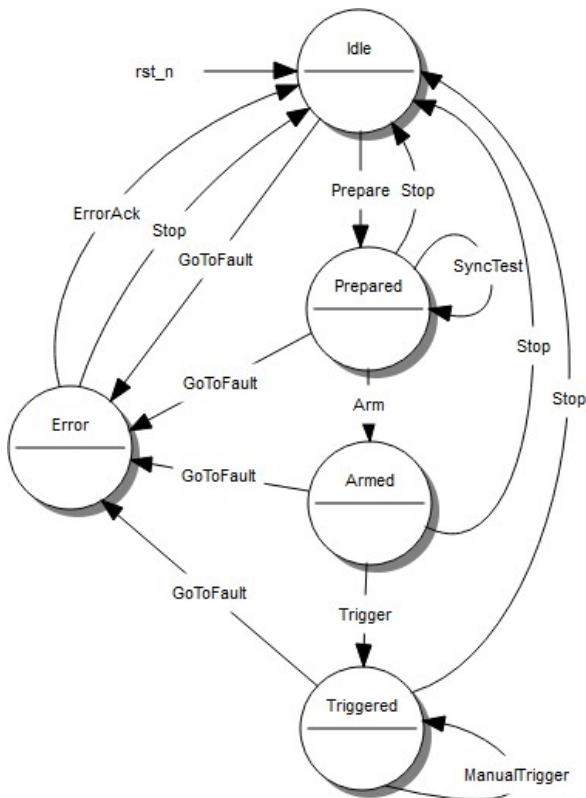 Idle
rst_n
Prepare
Stop
ErrorAck
Stop
GoToFault
SyncTest
Prepared
Stop
GoToFault
Stop
Arm
Error
GoToFault
Armed
GoToFault
Trigger
Triggered
ManualTrigger